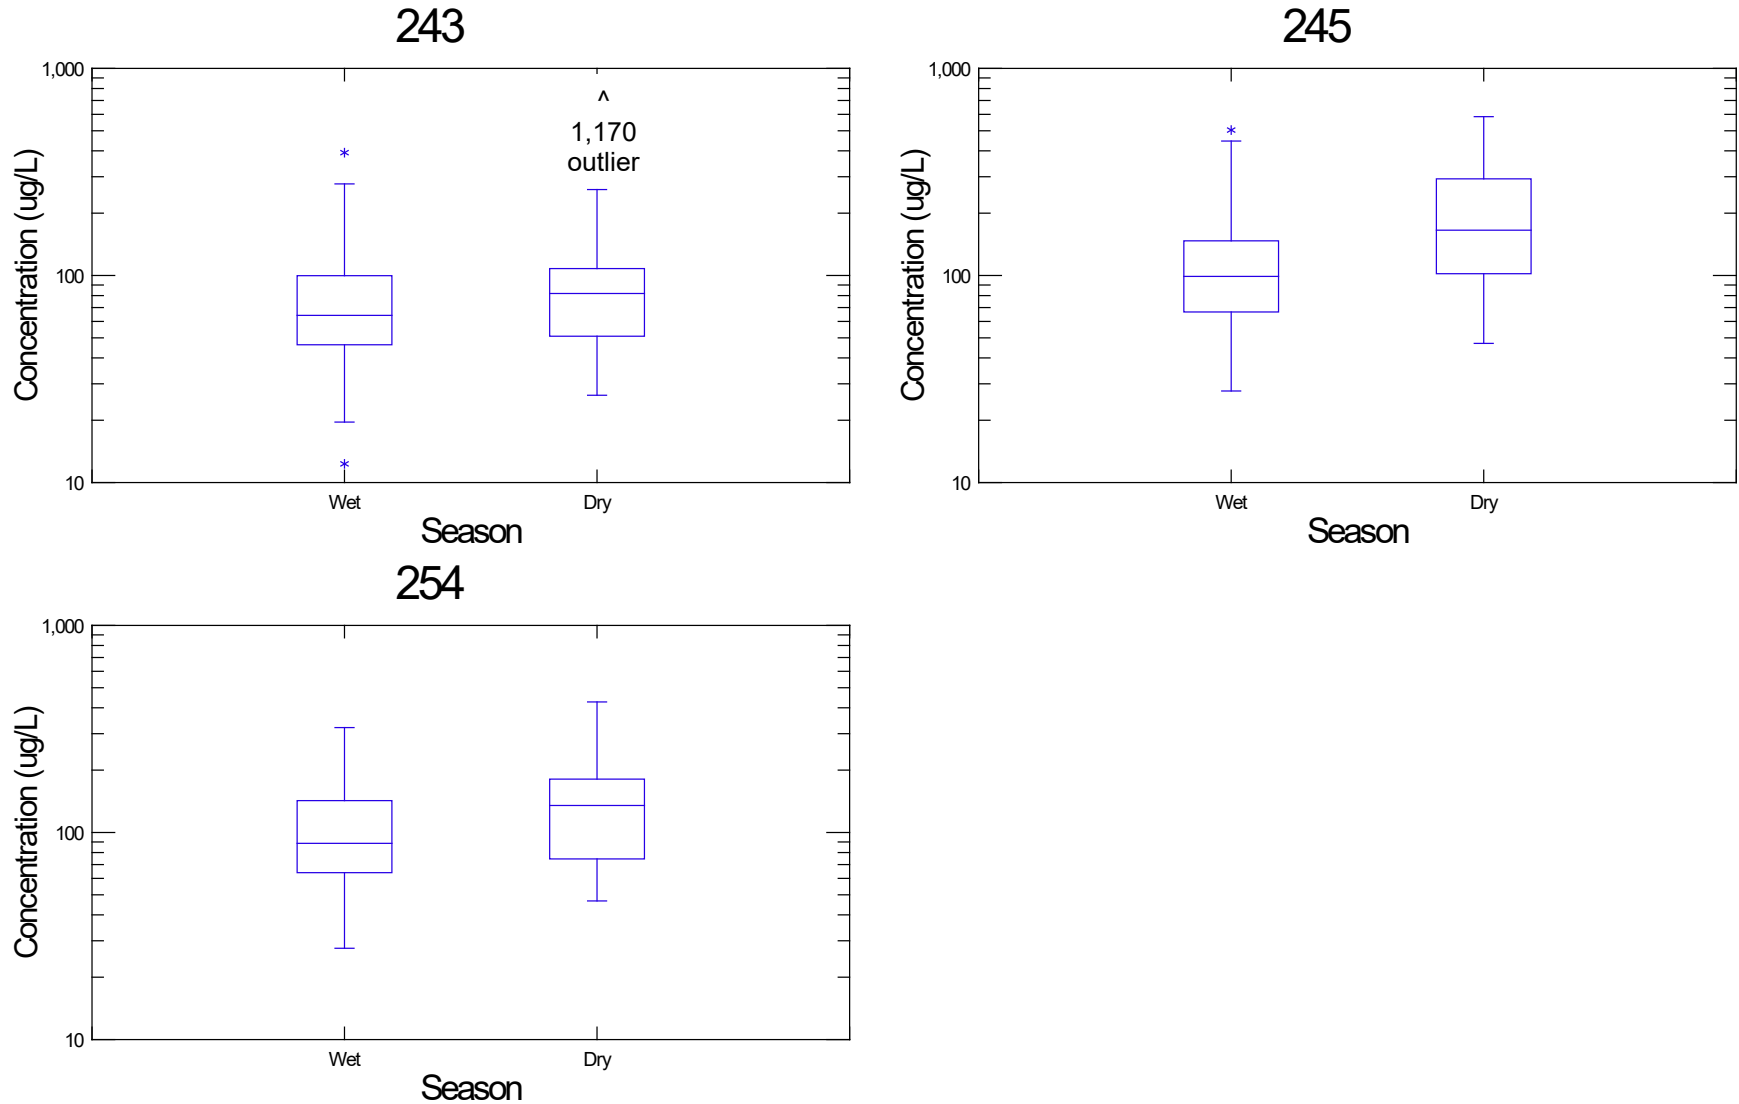 243
1,000
^
1,170
outlier
100
10
Concentration (ug/L)
Wet
Dry
Season
245
1,000
100
10
Concentration (ug/L)
Wet
Dry
Season
254
1,000
100
10
Concentration (ug/L)
Wet
Dry
Season